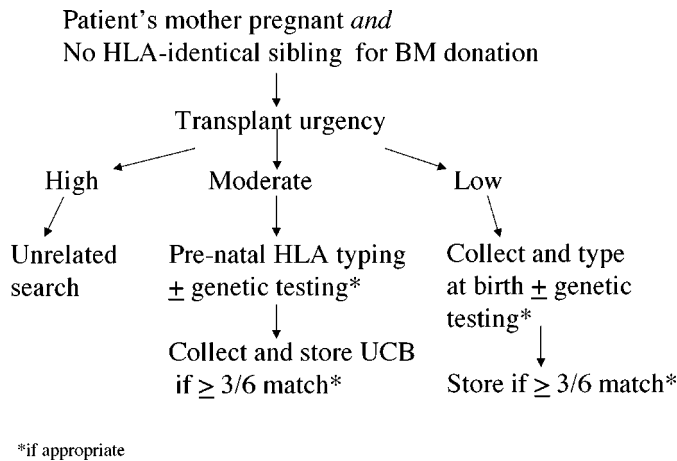 Patient's mother pregnant and
No HLA-identical sibling for BM donation
Transplant urgency
High
Moderate
Low
Unrelated
search
Pre-natal HLA typing
± genetic testing*
Collect and type
at birth ± genetic
testing*
Collect and store UCB
if ≥ 3/6 match*
Store if ≥ 3/6 match*
*if appropriate